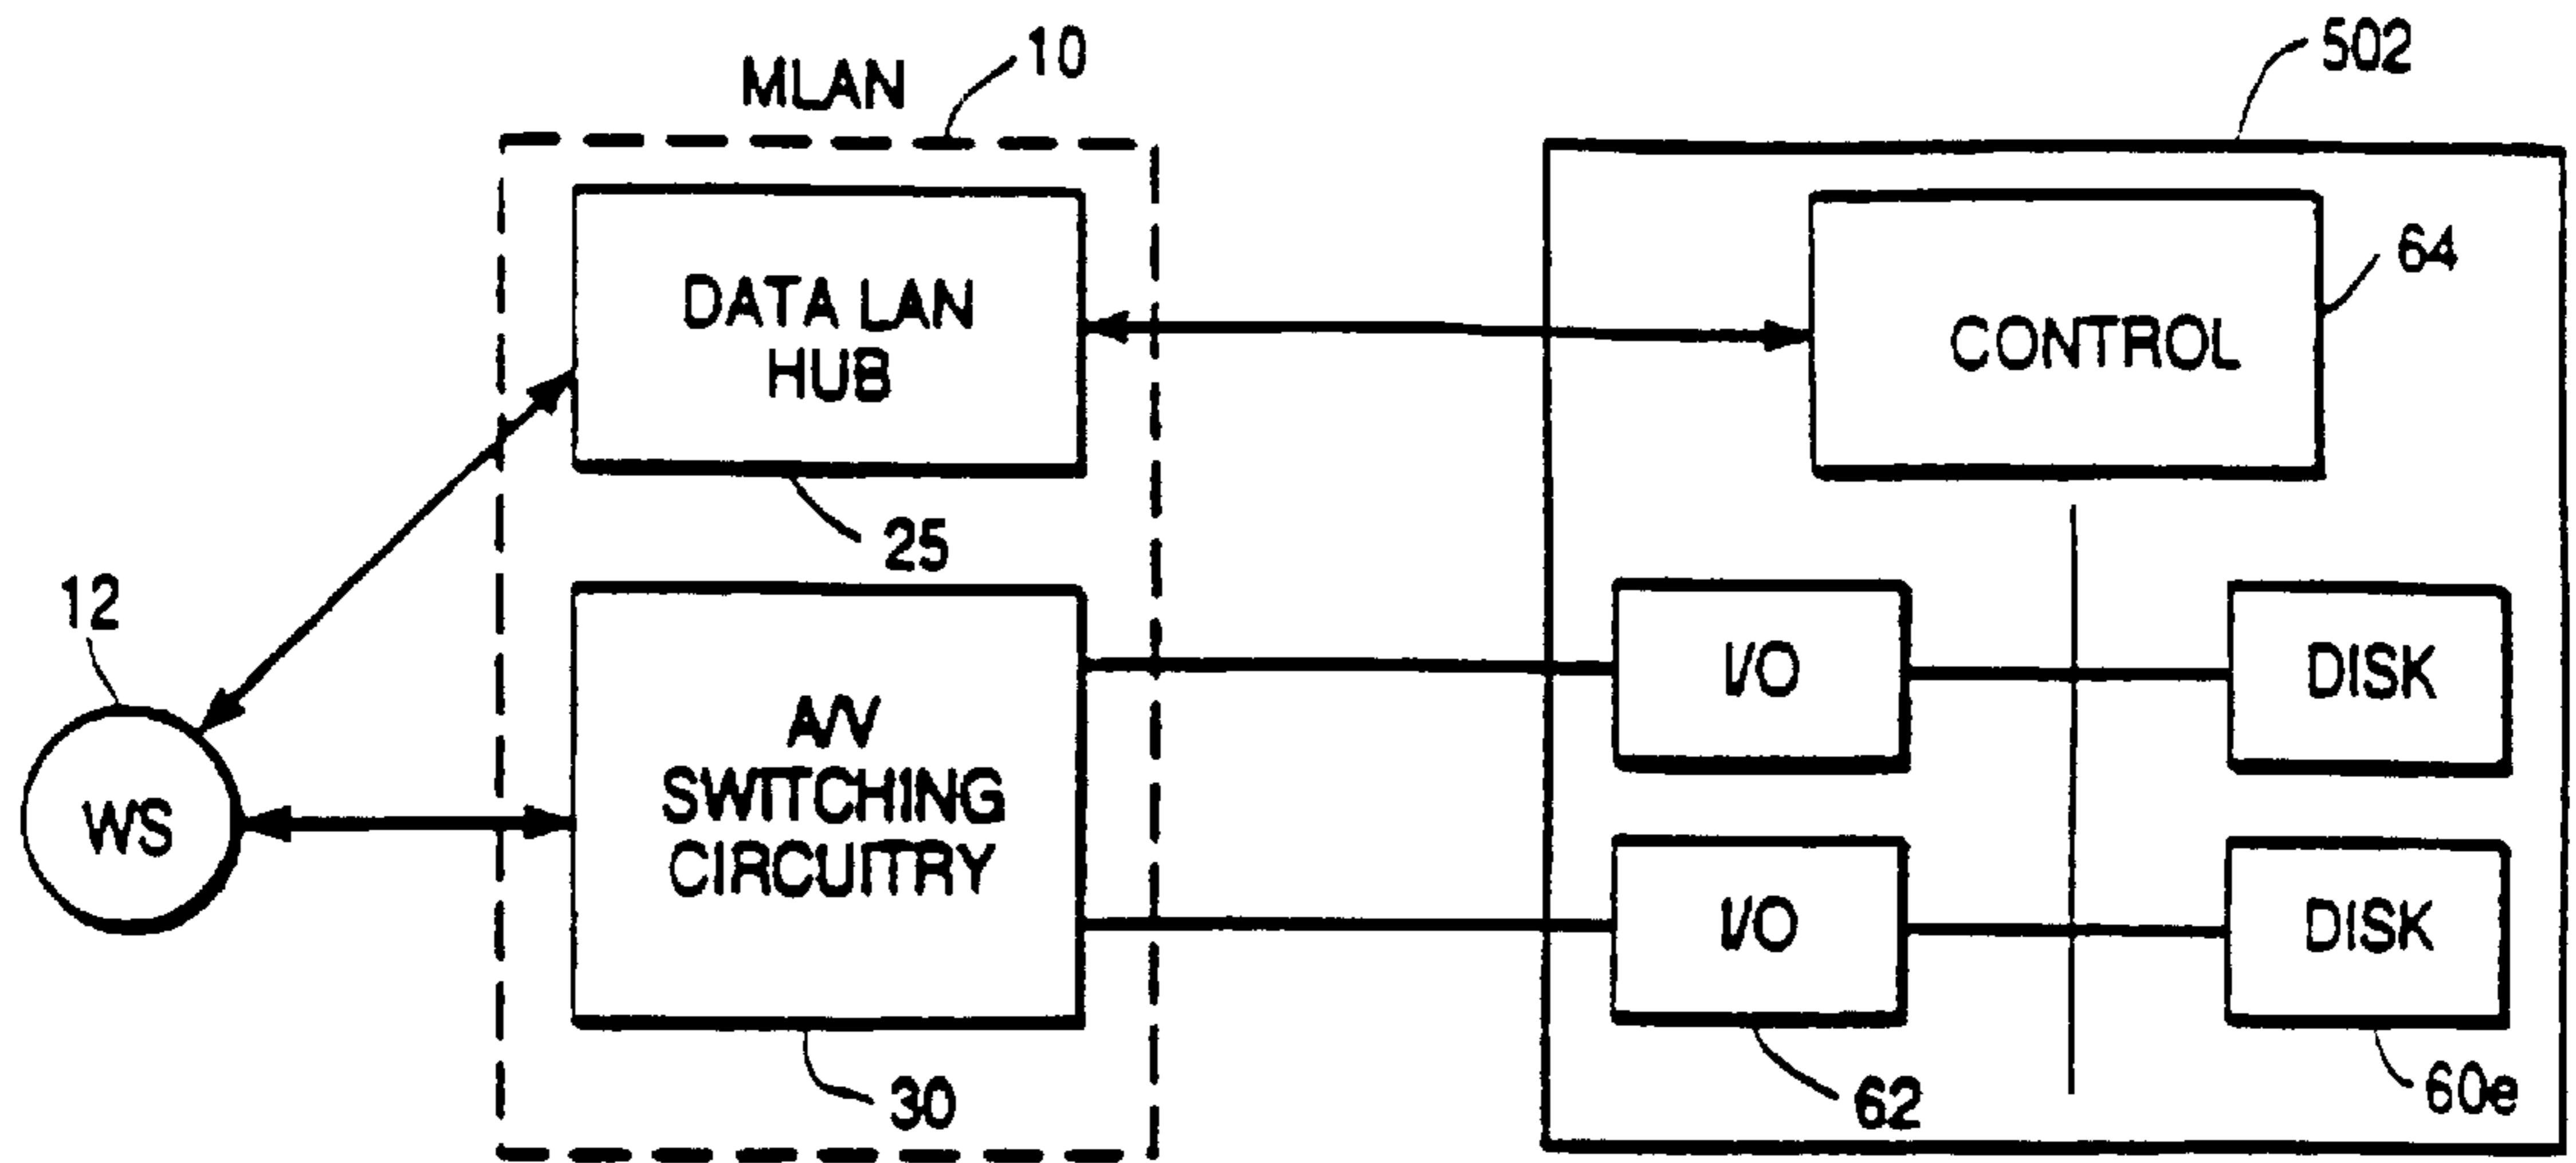 MLAN
10
502
DATA LAN
HUB
25
CONTROL
64
12
WS
A/V
SWITCHING
CIRCUITRY
30
I/O
DISK
I/O
DISK
62
60e